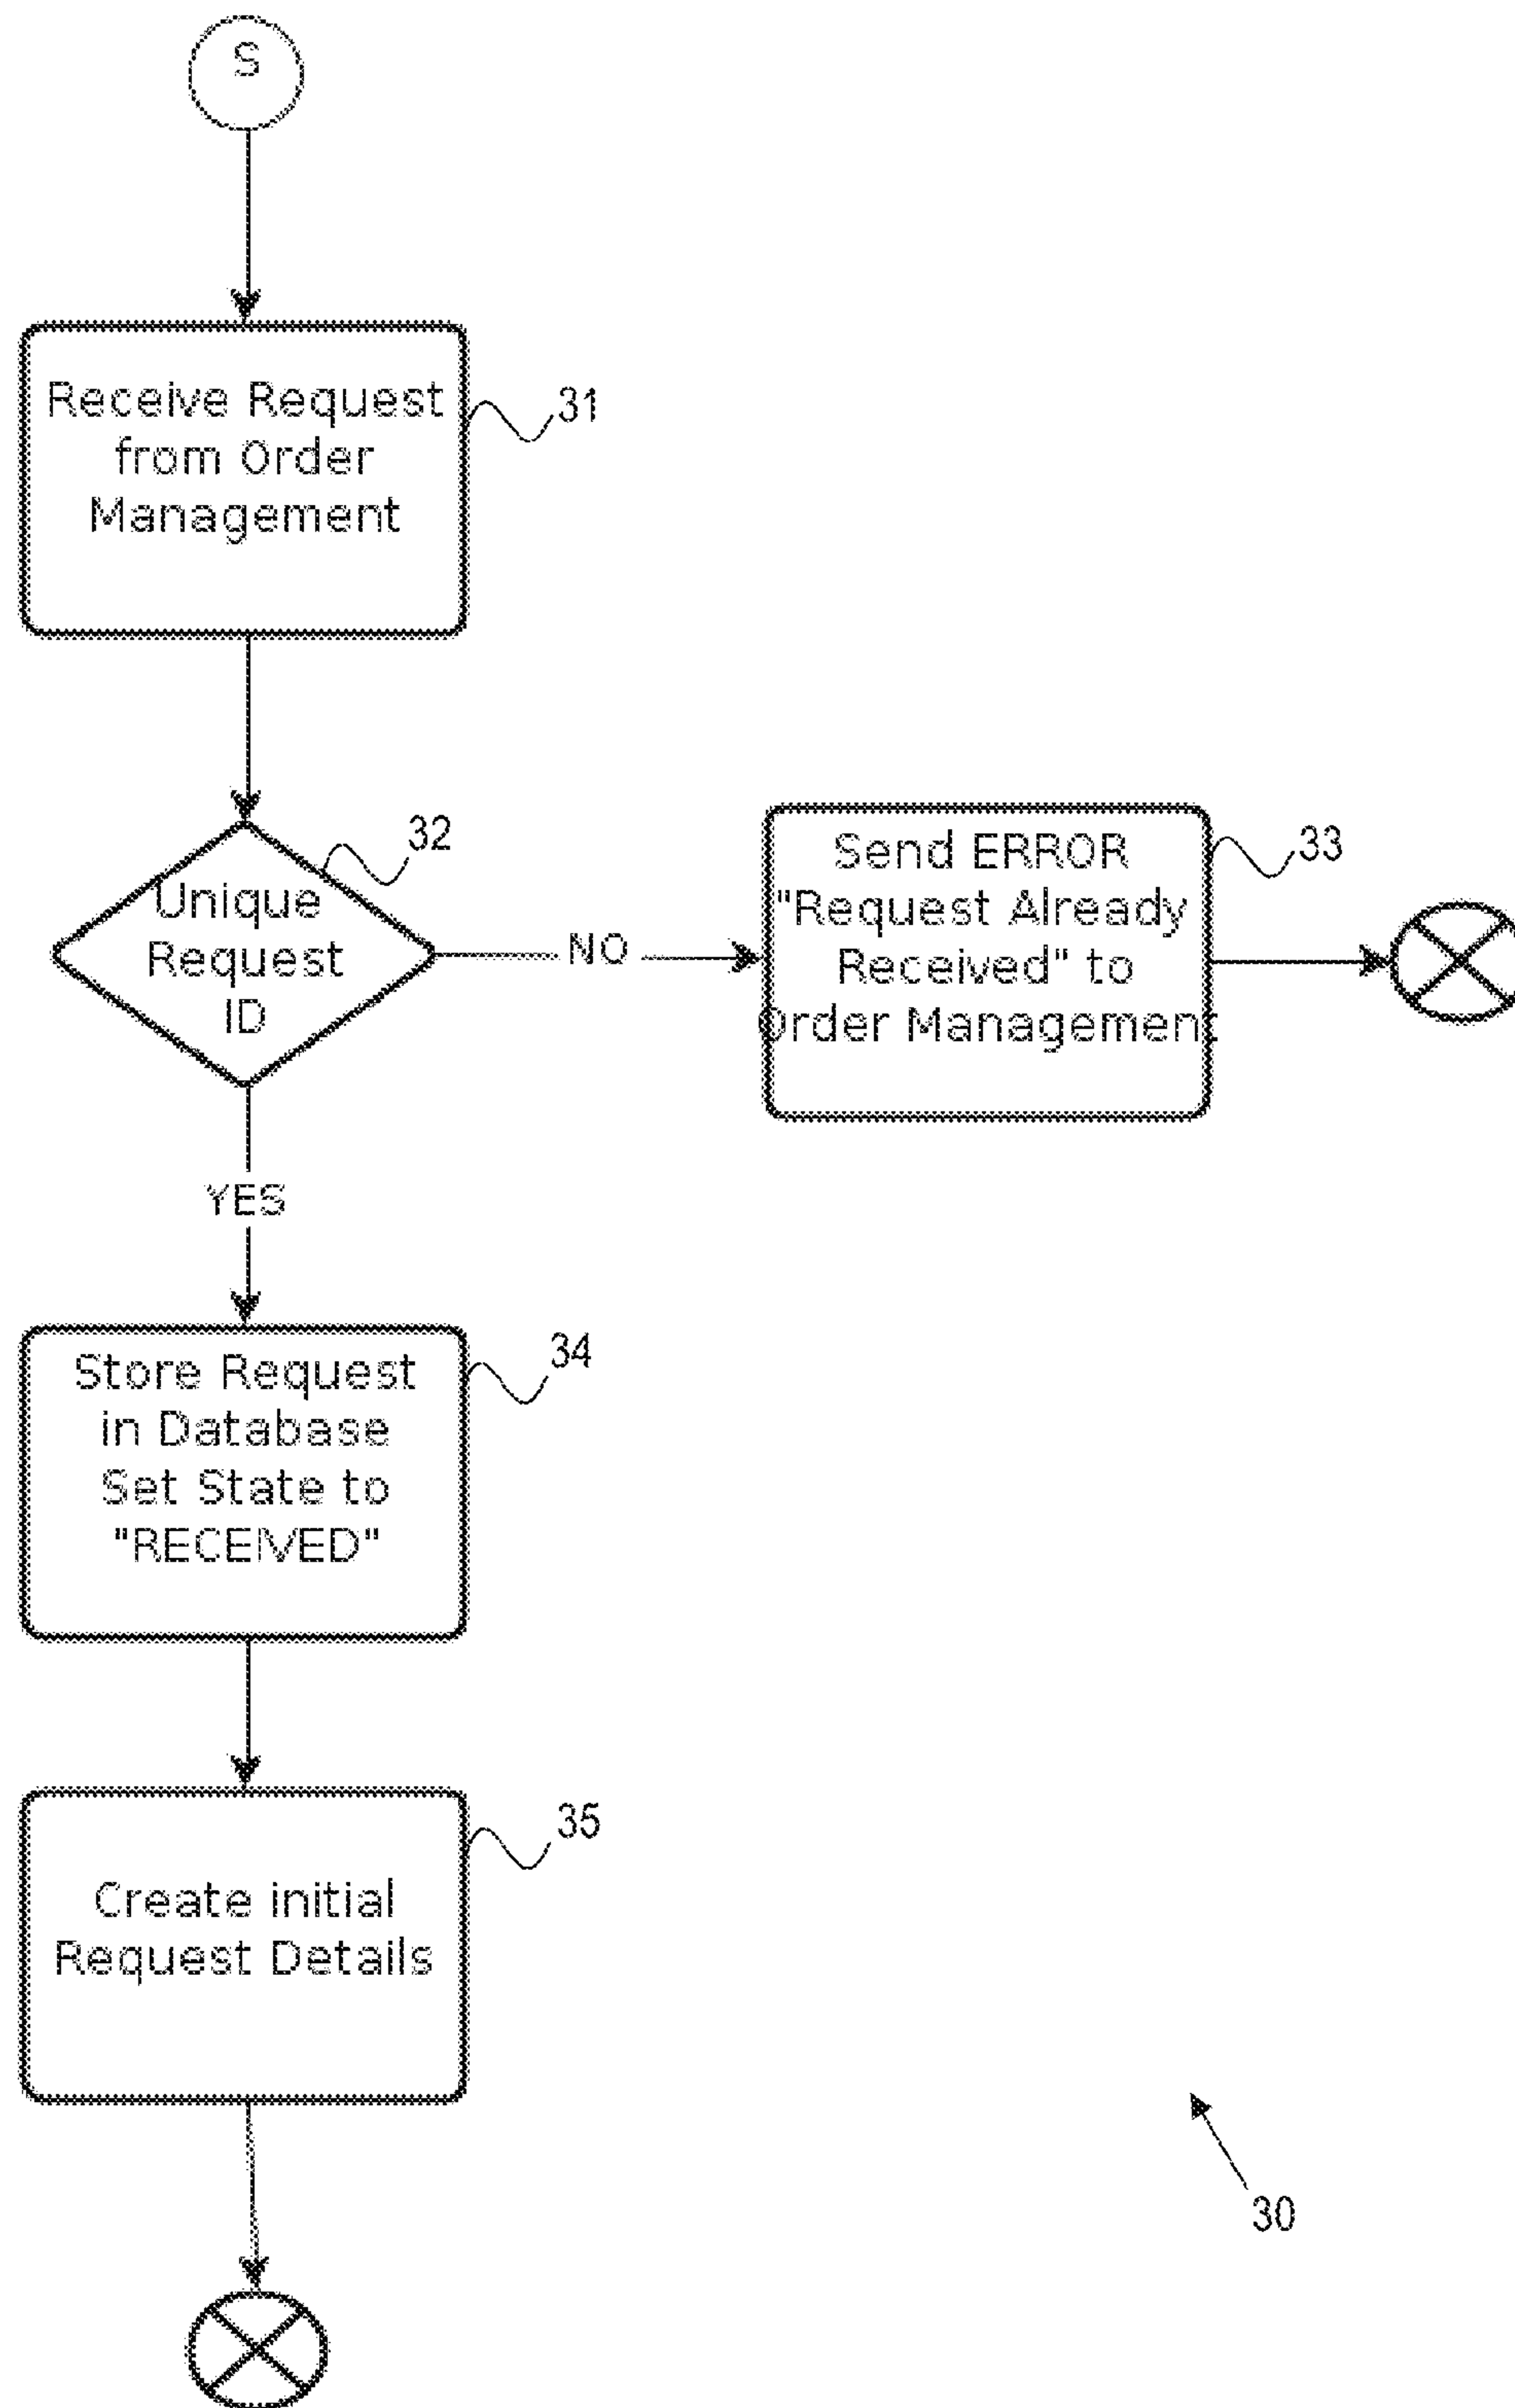 S
Receive Request
from Order
Management
31
32
Unique
Request
ID
NO
Send ERROR
"Request Already
Received" to
Order Management
33
YES
Store Request
in Database
Set State to
"RECEIVED"
34
Create initial
Request Details
35
30